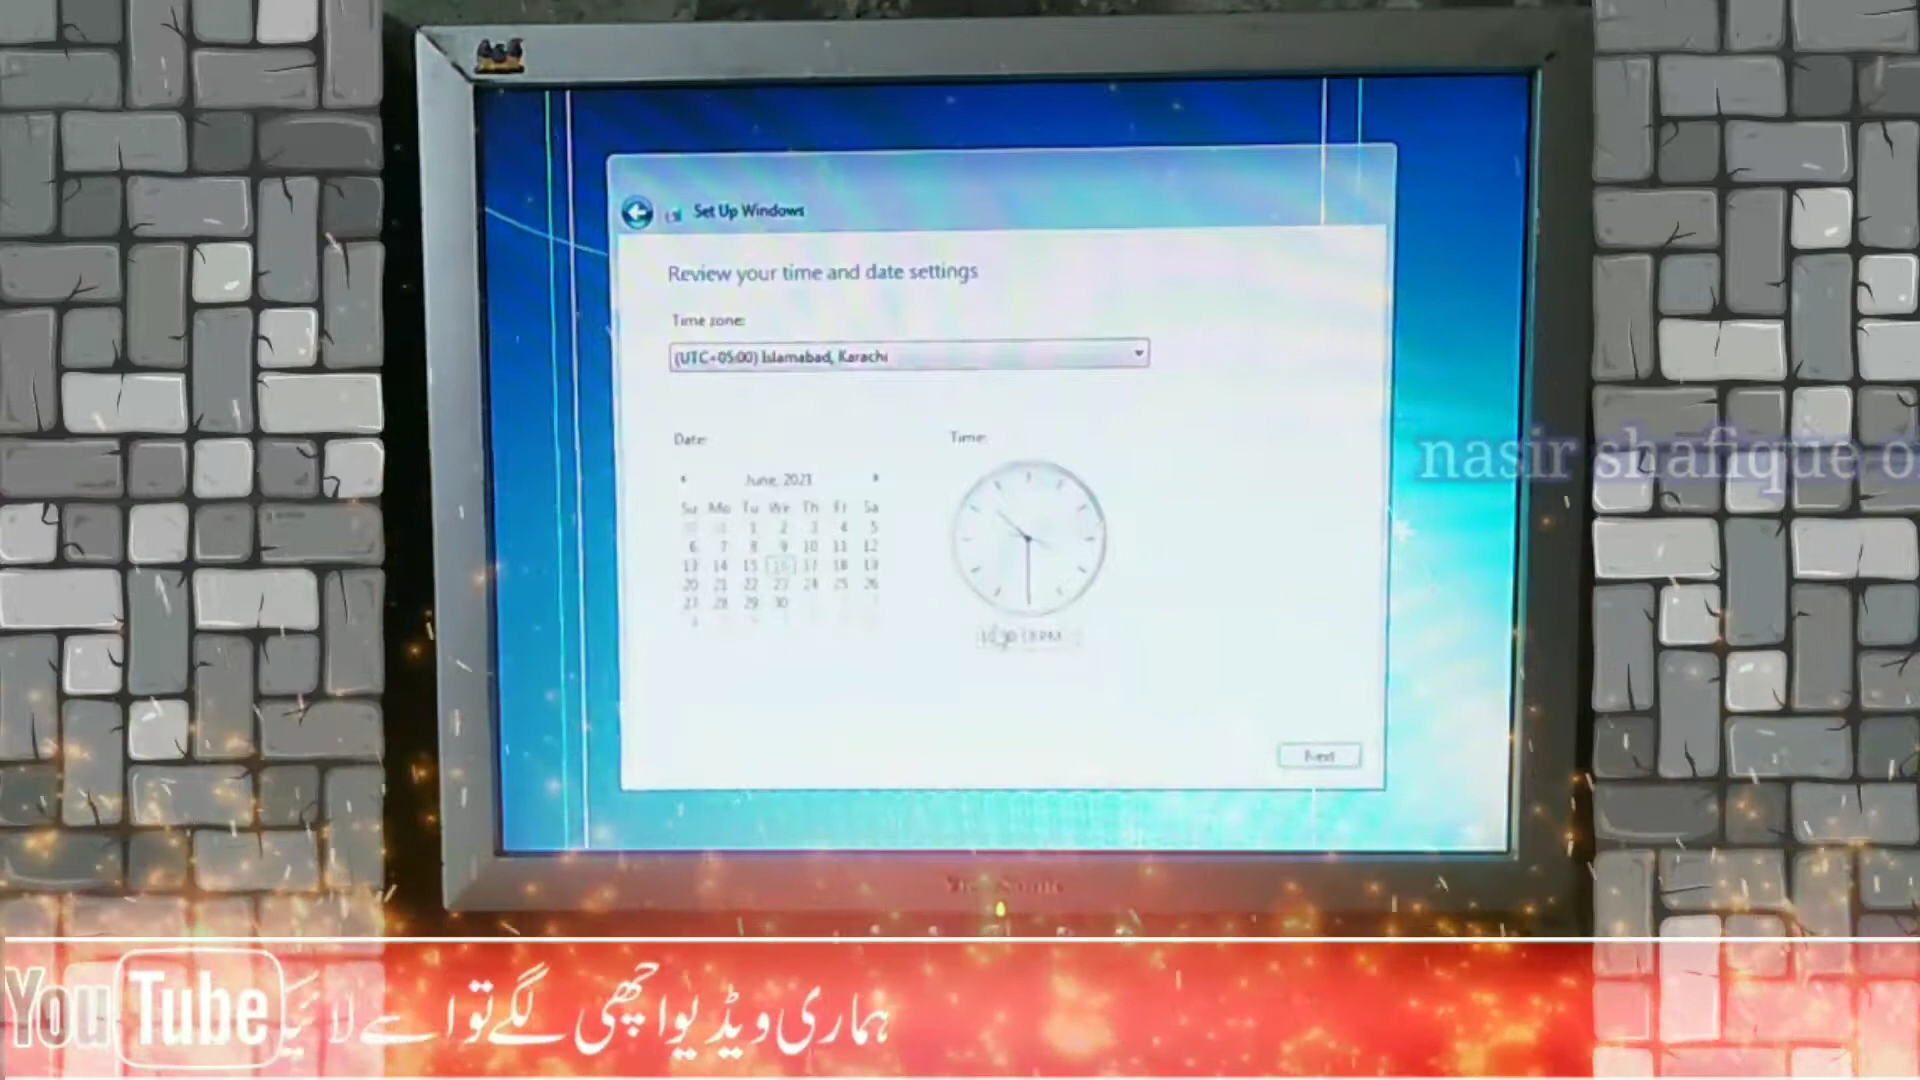 Set Up Windows
Review your time and date settings
Time zone:
(UTC+05:00) Islamabad, Karachi
Date:
Time:
June, 2021
Su Mo Tu We Th Fr Sa
1 2 3 4 5
6 7 8 9 10 11 12
13 14 15 16 17 18 19
20 21 22 23 24 25 26
27 28 29 30
Next
nasir shafique
ViewSonic
YouTube
ہماری ویڈیو اچھی لگے تو اسے